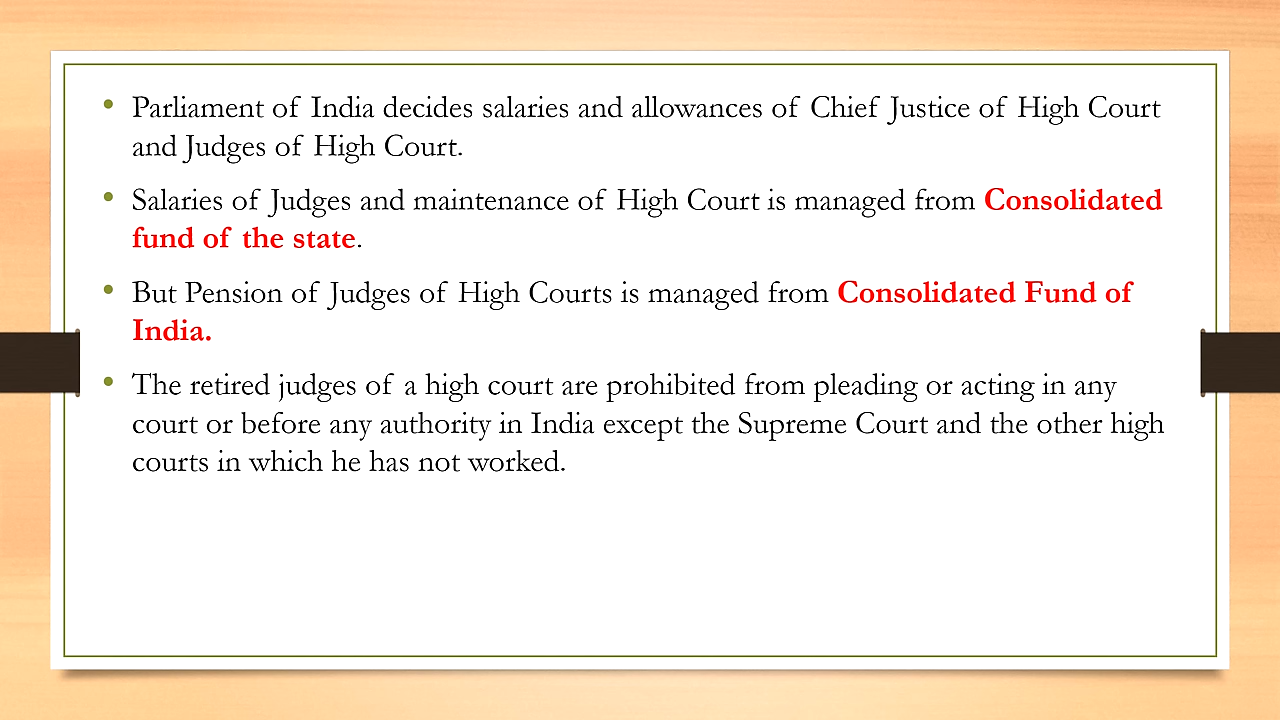 • Parliament of India decides salaries and allowances of Chief Justice of High Court
and Judges of High Court.
• Salaries of Judges and maintenance of High Court is managed from Consolidated
fund of the state.
• But Pension of Judges of High Courts is managed from Consolidated Fund of
India.
• The retired judges of a high court are prohibited from pleading or acting in any
court or before any authority in India except the Supreme Court and the other high
courts in which he has not worked.